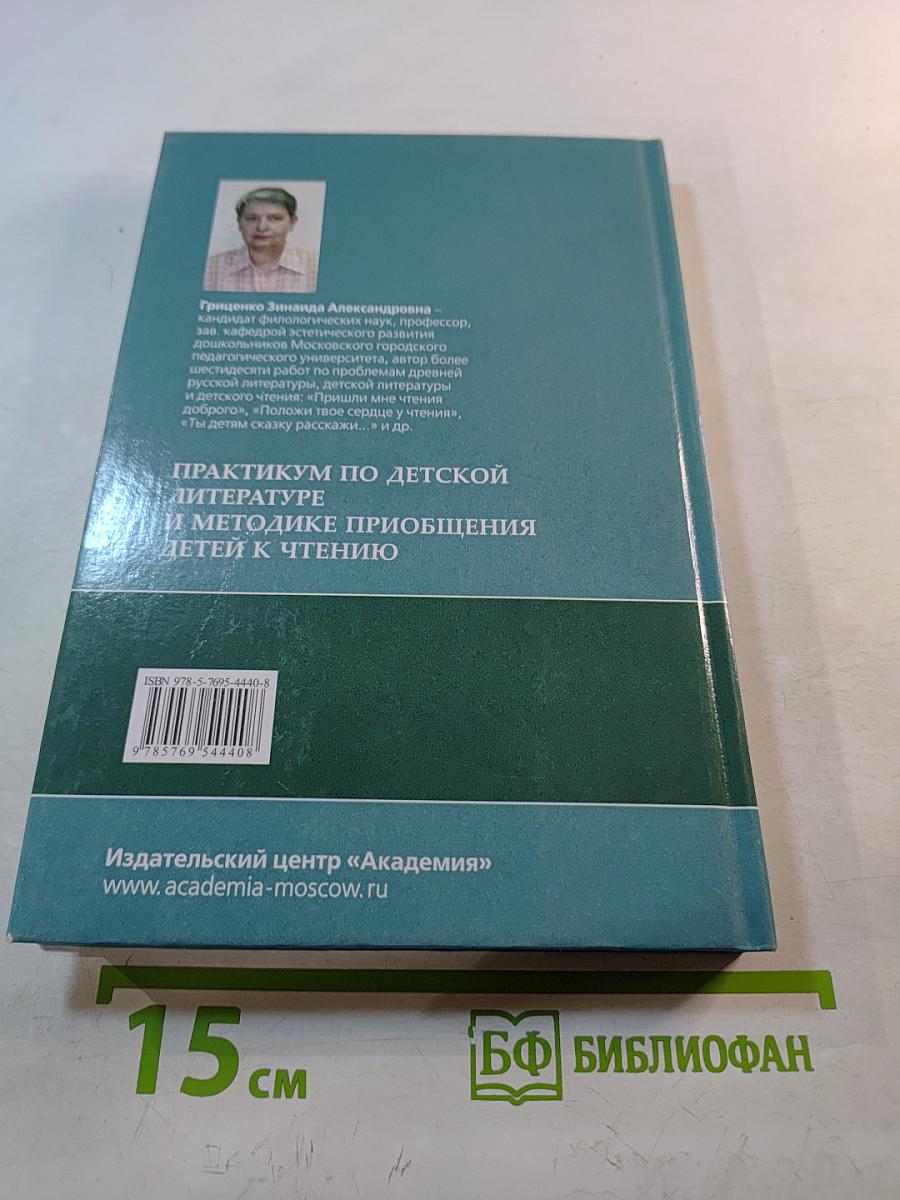 Гриценко Зинаида Александровна –
кандидат филологических наук, профессор,
зав. кафедрой эстетического развития
дошкольников Московского городского
педагогического университета, автор более
шестидесяти работ по проблемам древней
русской литературы, детской литературы
и детского чтения: «Пришли мне чтения
доброго», «Положи твое сердце у чтения»,
«Ты детям сказку расскажи...» и др.
ПРАКТИКУМ ПО ДЕТСКОЙ
ЛИТЕРАТУРЕ
И МЕТОДИКЕ ПРИОБЩЕНИЯ
ДЕТЕЙ К ЧТЕНИЮ
ISBN 978-5-7695-4440-8
9 785769 544408
Издательский центр «Академия»
www.academia-moscow.ru
15 см
БФ БИБЛИОФАН